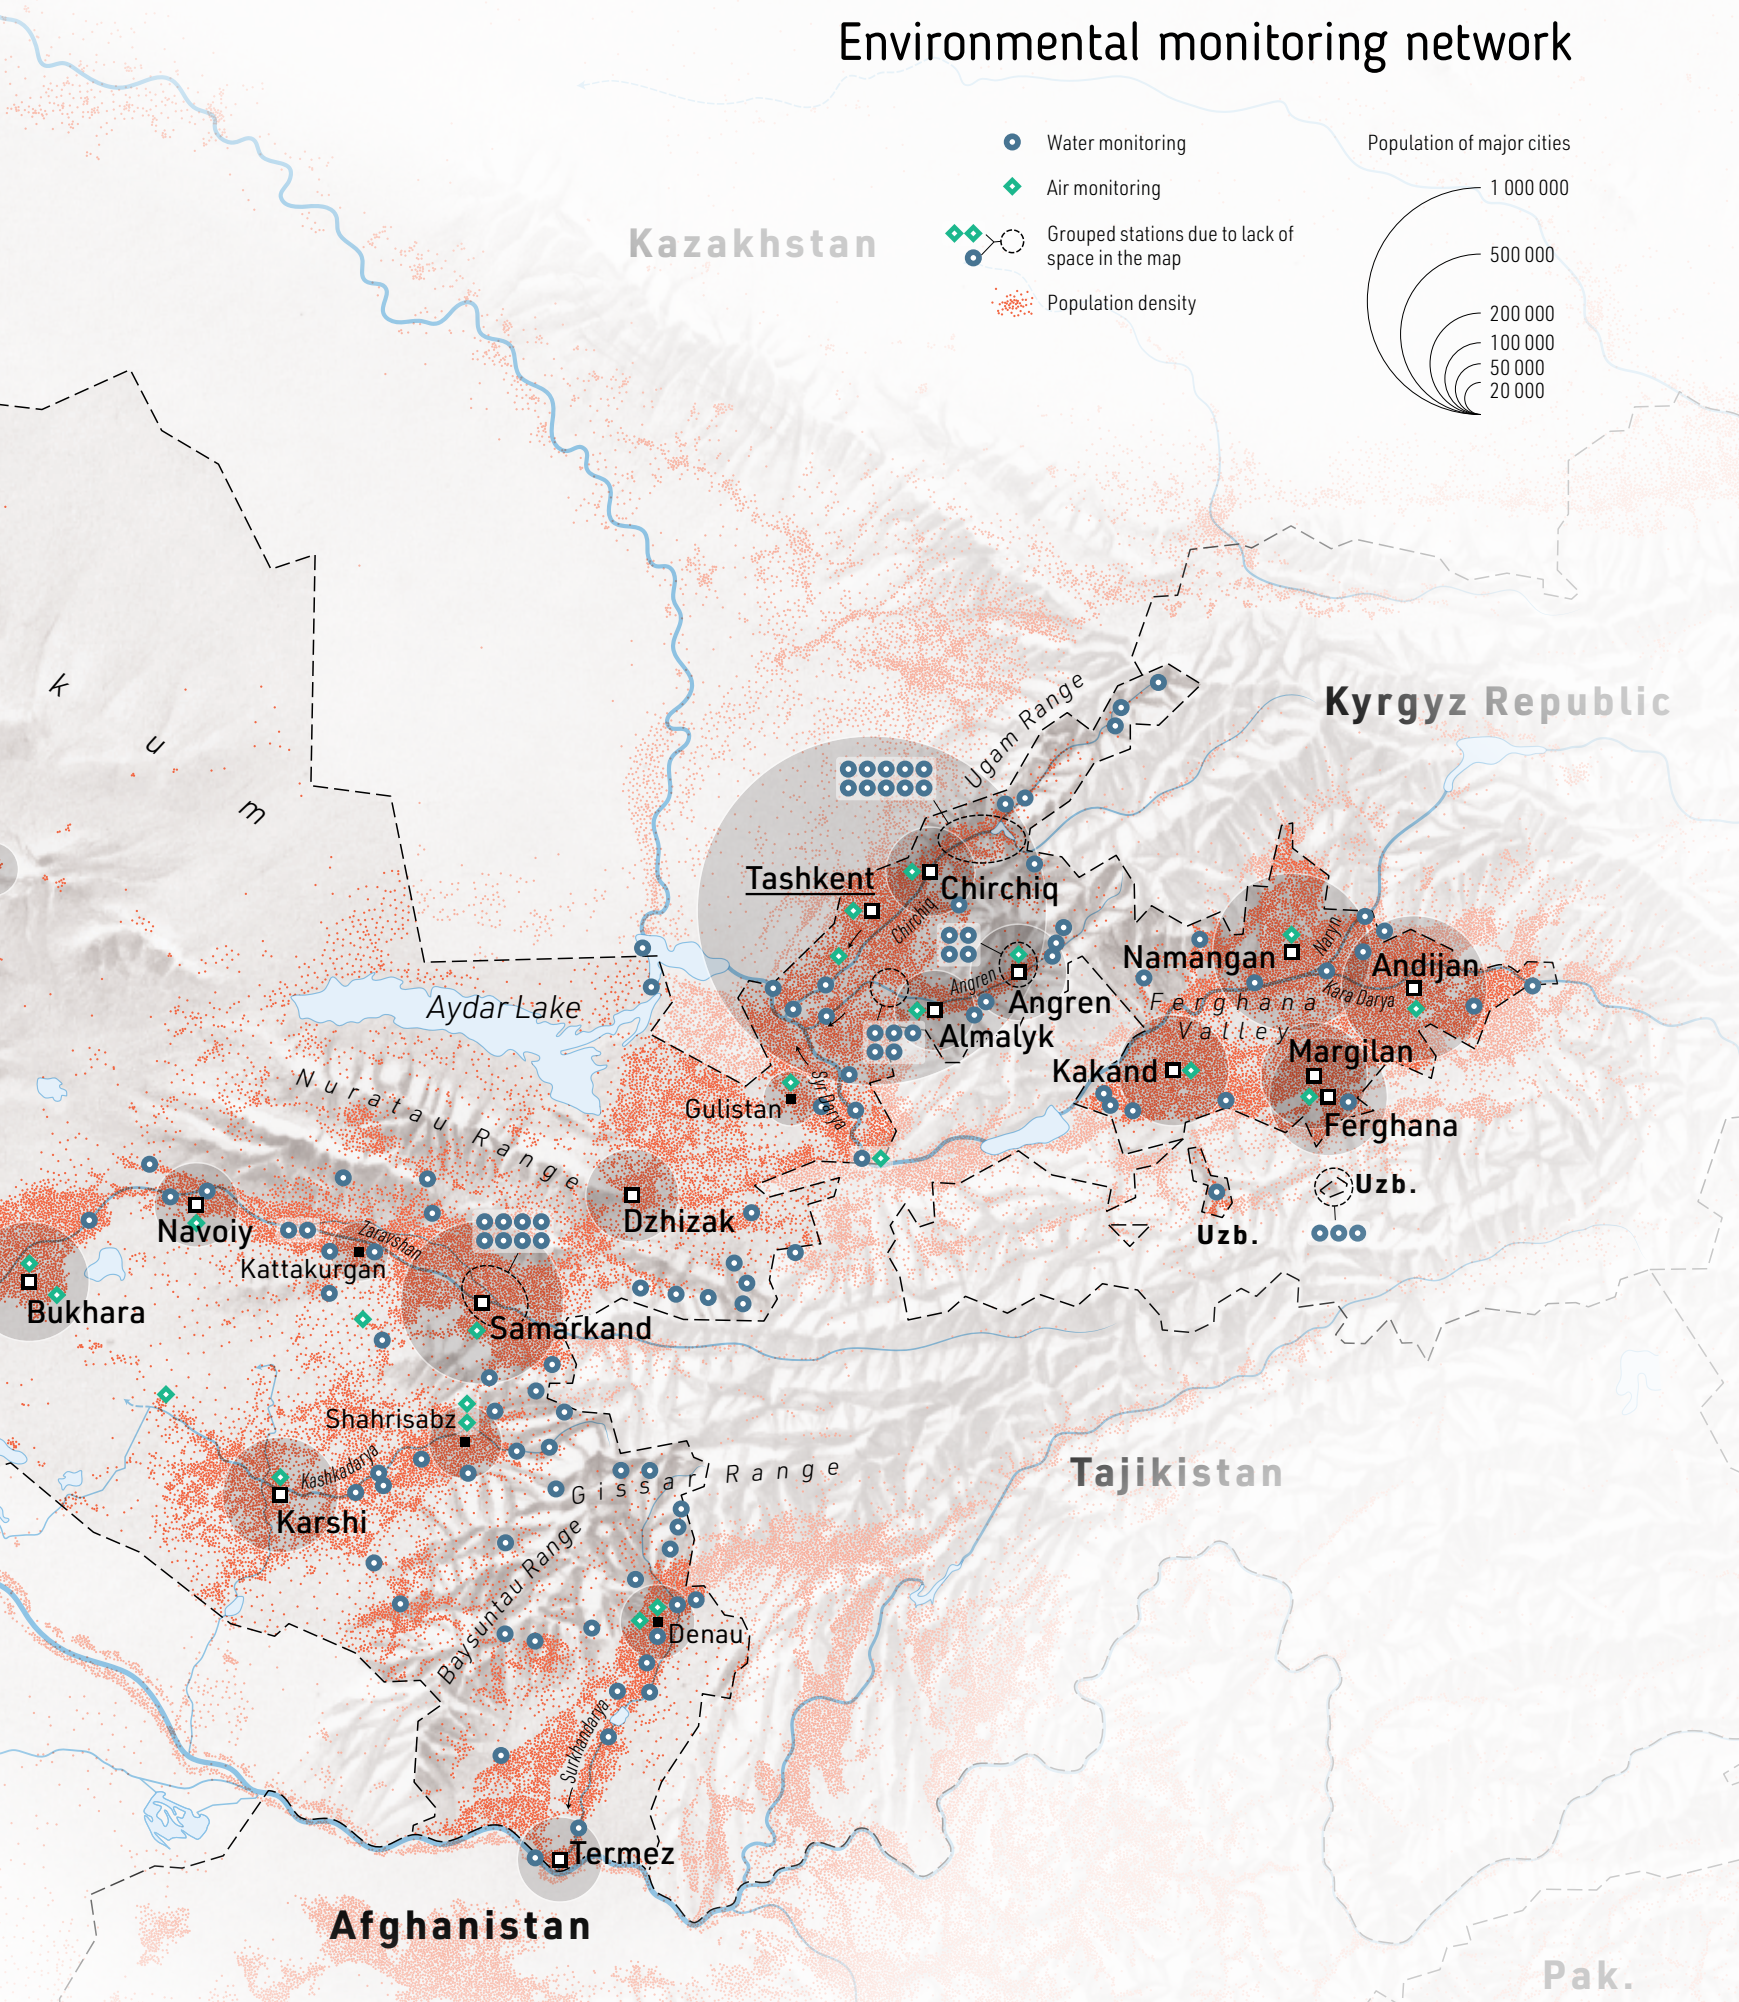 Environmental monitoring network
Water monitoring
Air monitoring
Grouped stations due to lack of
space in the map
Population density
Population of major cities
1 000 000
500 000
200 000
100 000
50 000
20 000
Kazakhstan
k
u
m
Kyrgyz Republic
Ugam Range
Tashkent
Chirchiq
Chirchiq
Angren
Angren
Almalyk
Aydar Lake
Namangan
Naryn
Andijan
Kara Darya
Ferghana
Valley
Margilan
Kakand
Ferghana
Gulistan
Syr Darya
Nuratau Range
Dzhizak
Uzb.
Uzb.
Navoiy
Zaravshan
Kattakurgan
Bukhara
Samarkand
Shahrisabz
Kashkadarya
Karshi
Gissar Range
Tajikistan
Baysuntau Range
Denau
Surkhandarya
Termez
Afghanistan
Pak.